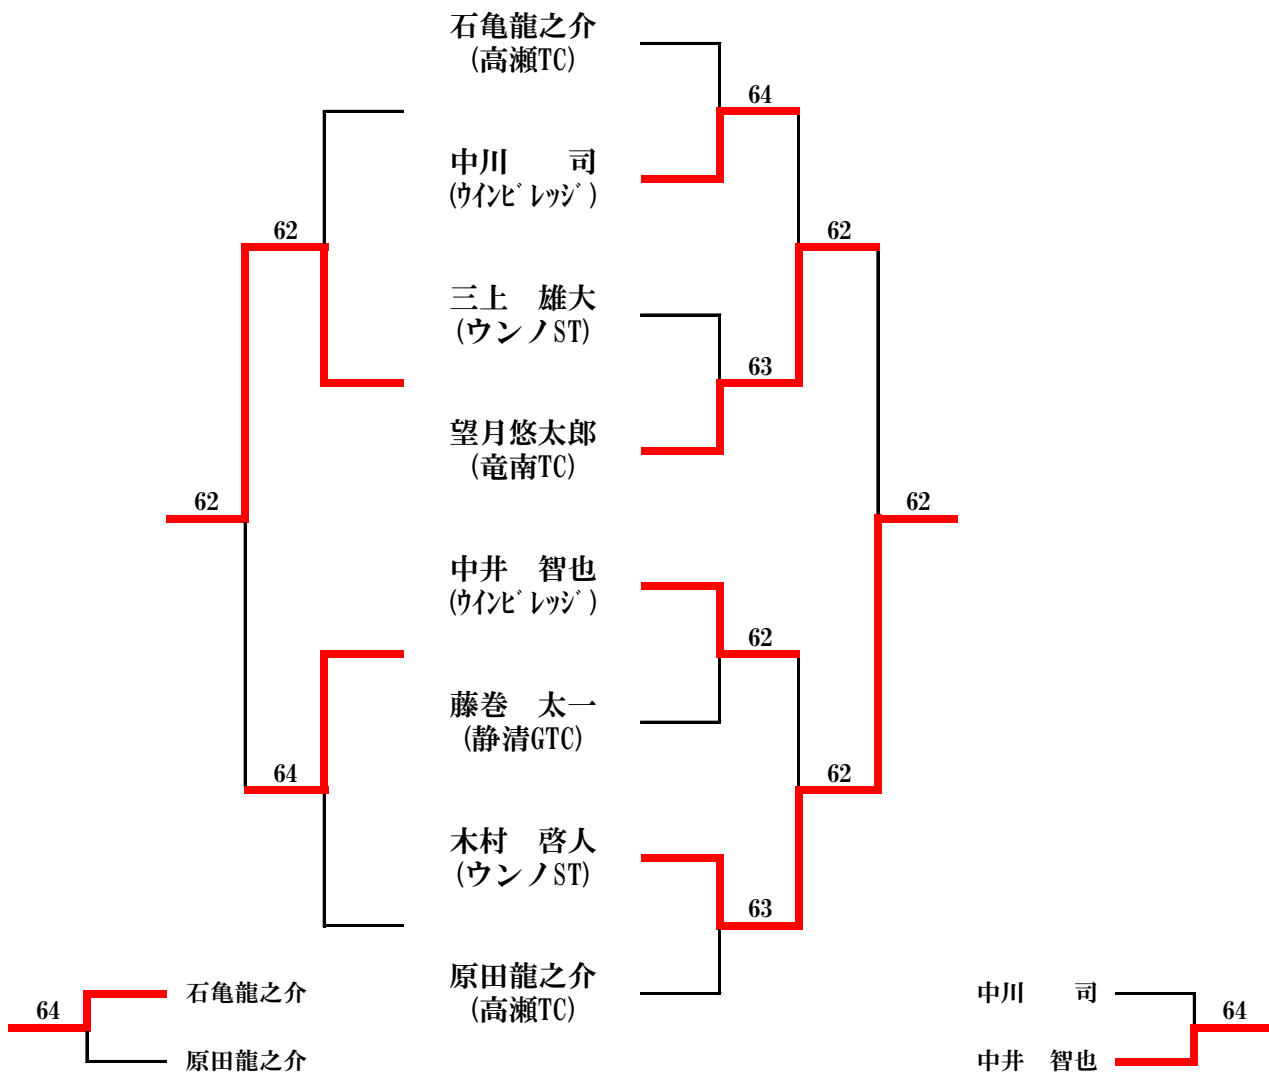 石亀龍之介
(高瀬TC)
64
中川　　司
(ｳｲﾝﾋﾞﾚｯｼﾞ)
62
62
三上　雄大
(ウンノST)
63
望月悠太郎
(竜南TC)
62
62
中井　智也
(ｳｲﾝﾋﾞﾚｯｼﾞ)
62
藤巻　太一
(静清GTC)
64
62
木村　啓人
(ウンノST)
63
原田龍之介
(高瀬TC)
石亀龍之介
64
原田龍之介
中川　　司
64
中井　智也